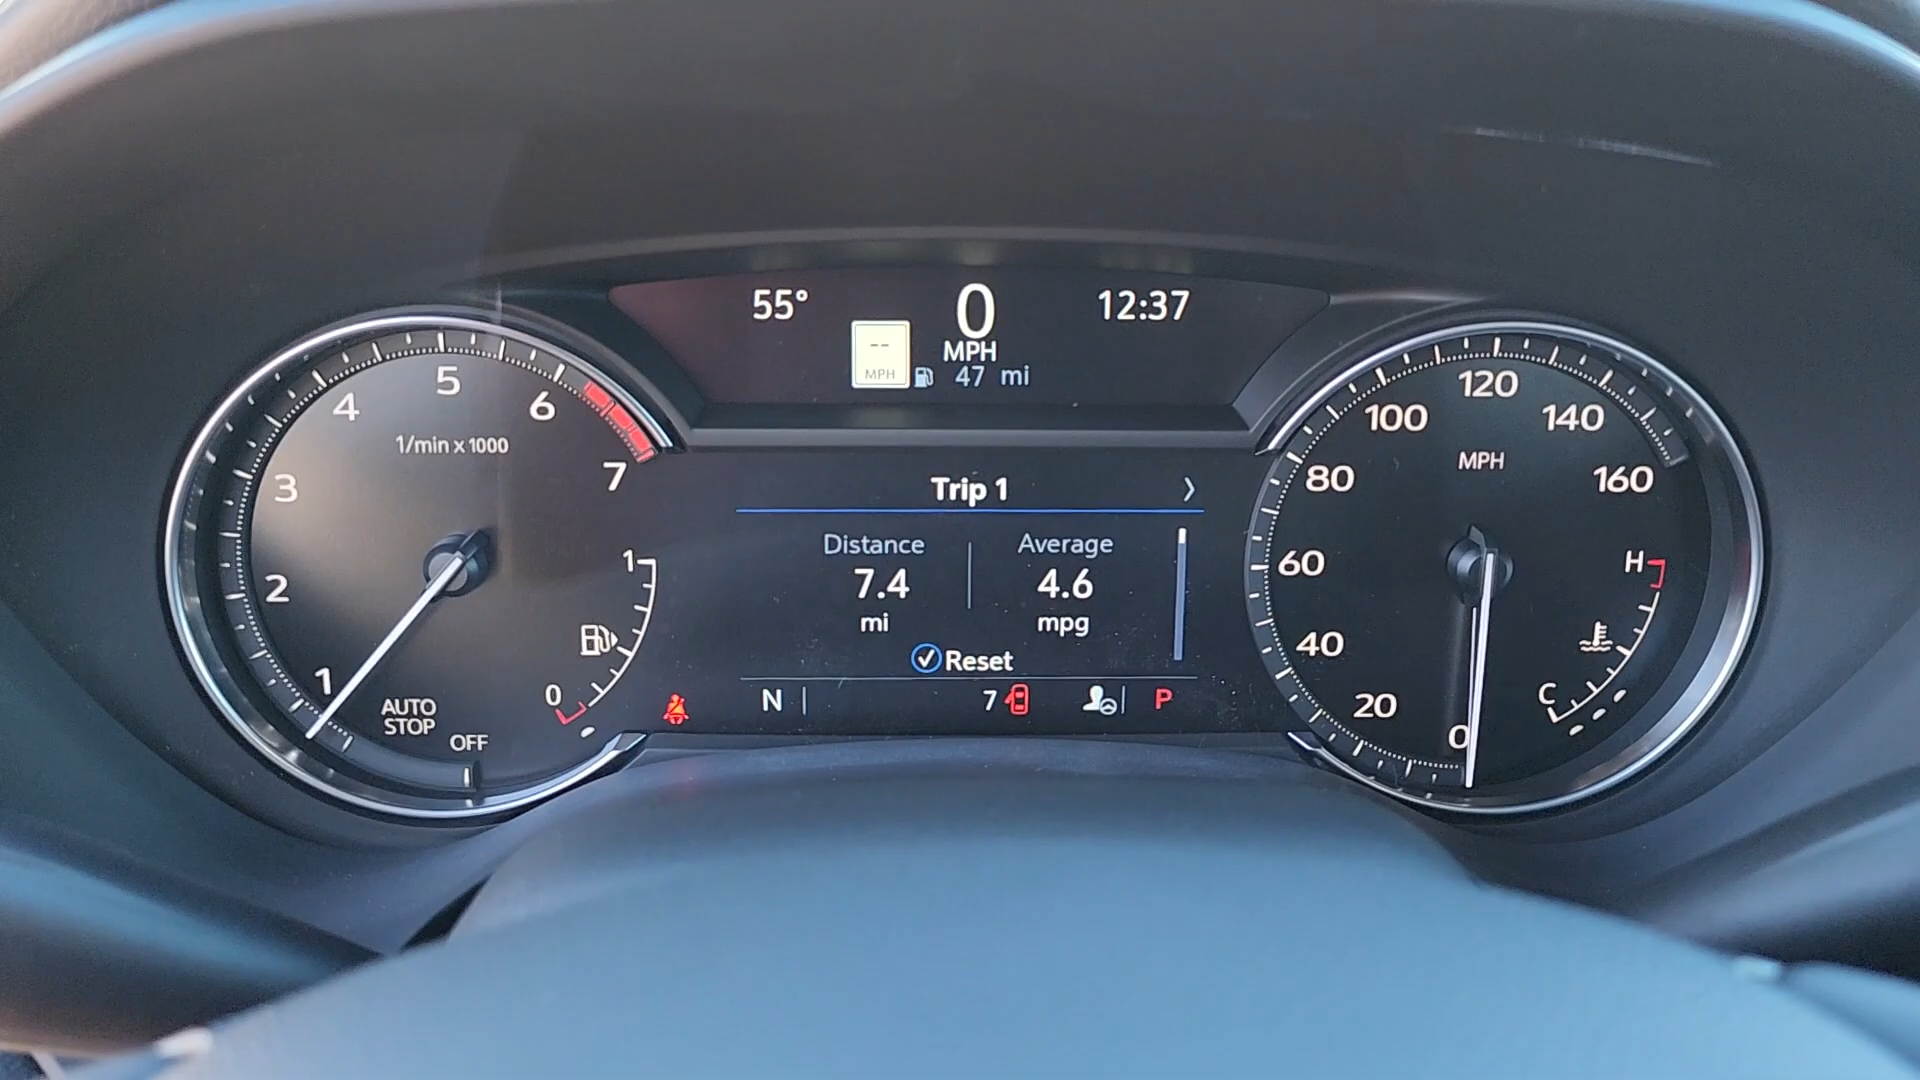 55°
0
MPH
12:37
--
MPH
47 mi
1
2
3
4
5
6
7
1/min x 1000
AUTO
STOP
OFF
1
0
Trip 1
Distance
7.4
mi
Average
4.6
mpg
Reset
N
7
P
0
20
40
60
80
100
120
140
160
MPH
H
C